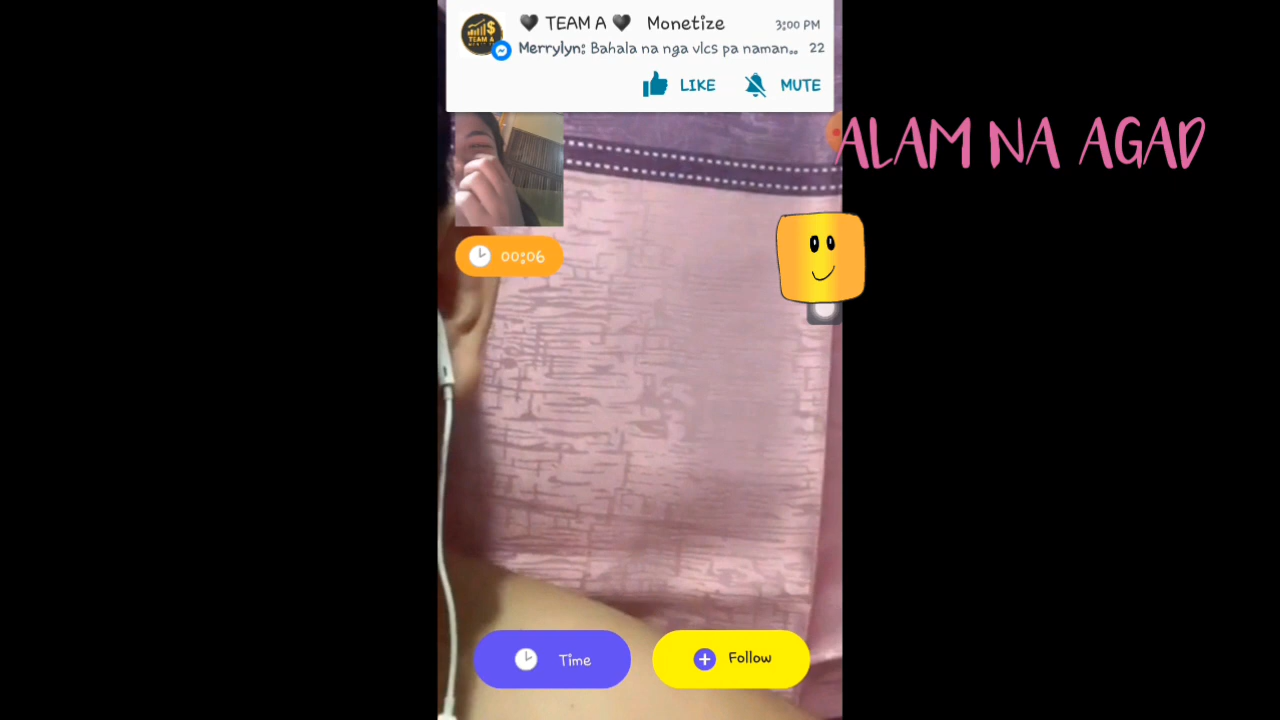 🖤 TEAM A 🖤 Monetize
3:00 PM
Merrylyn: Bahala na nga vlcs pa naman..
22
LIKE
MUTE
ALAM NA AGAD
00:06
Time
Follow